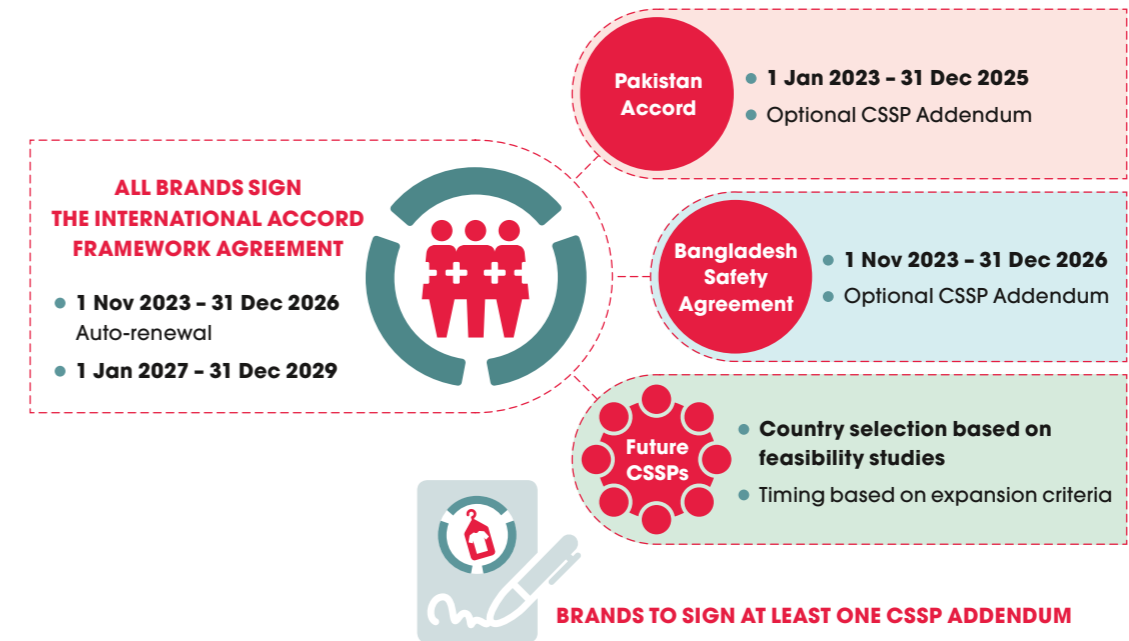 ALL BRANDS SIGN
THE INTERNATIONAL ACCORD
FRAMEWORK AGREEMENT
1 Nov 2023 – 31 Dec 2026
Auto-renewal
1 Jan 2027 – 31 Dec 2029
Pakistan
Accord
1 Jan 2023 – 31 Dec 2025
Optional CSSP Addendum
Bangladesh
Safety
Agreement
1 Nov 2023 – 31 Dec 2026
Optional CSSP Addendum
Future
CSSPs
Country selection based on
feasibility studies
Timing based on expansion criteria
BRANDS TO SIGN AT LEAST ONE CSSP ADDENDUM